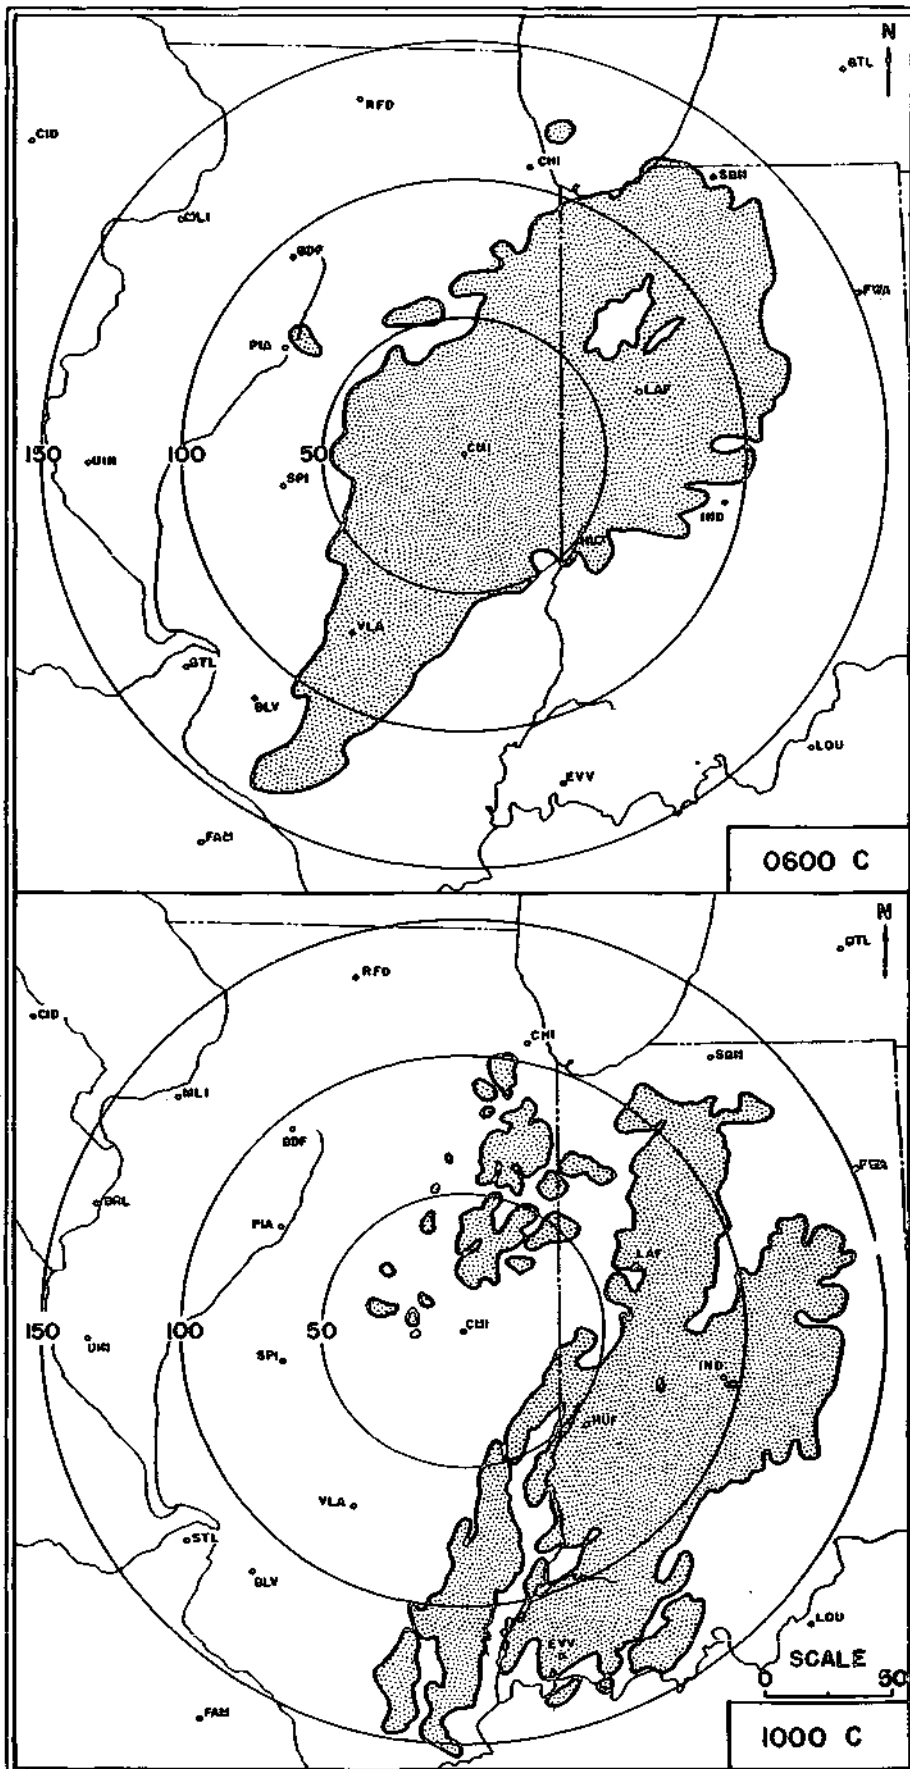 N
BTL
RFD
CID
CHI
SBN
MLI
BDF
FWA
PIA
LAF
150
UIN
100
50
CMI
SPI
IND
HUF
VLA
STL
BLV
LOU
EVV
FAM
0600 C
N
BTL
RFD
CID
CHI
SBN
MLI
BDF
FWA
BRL
PIA
LAF
150
100
50
CMI
UIN
SPI
IND
HUF
VLA
STL
BLV
LOU
EVV
SCALE
0 50
FAM
1000 C